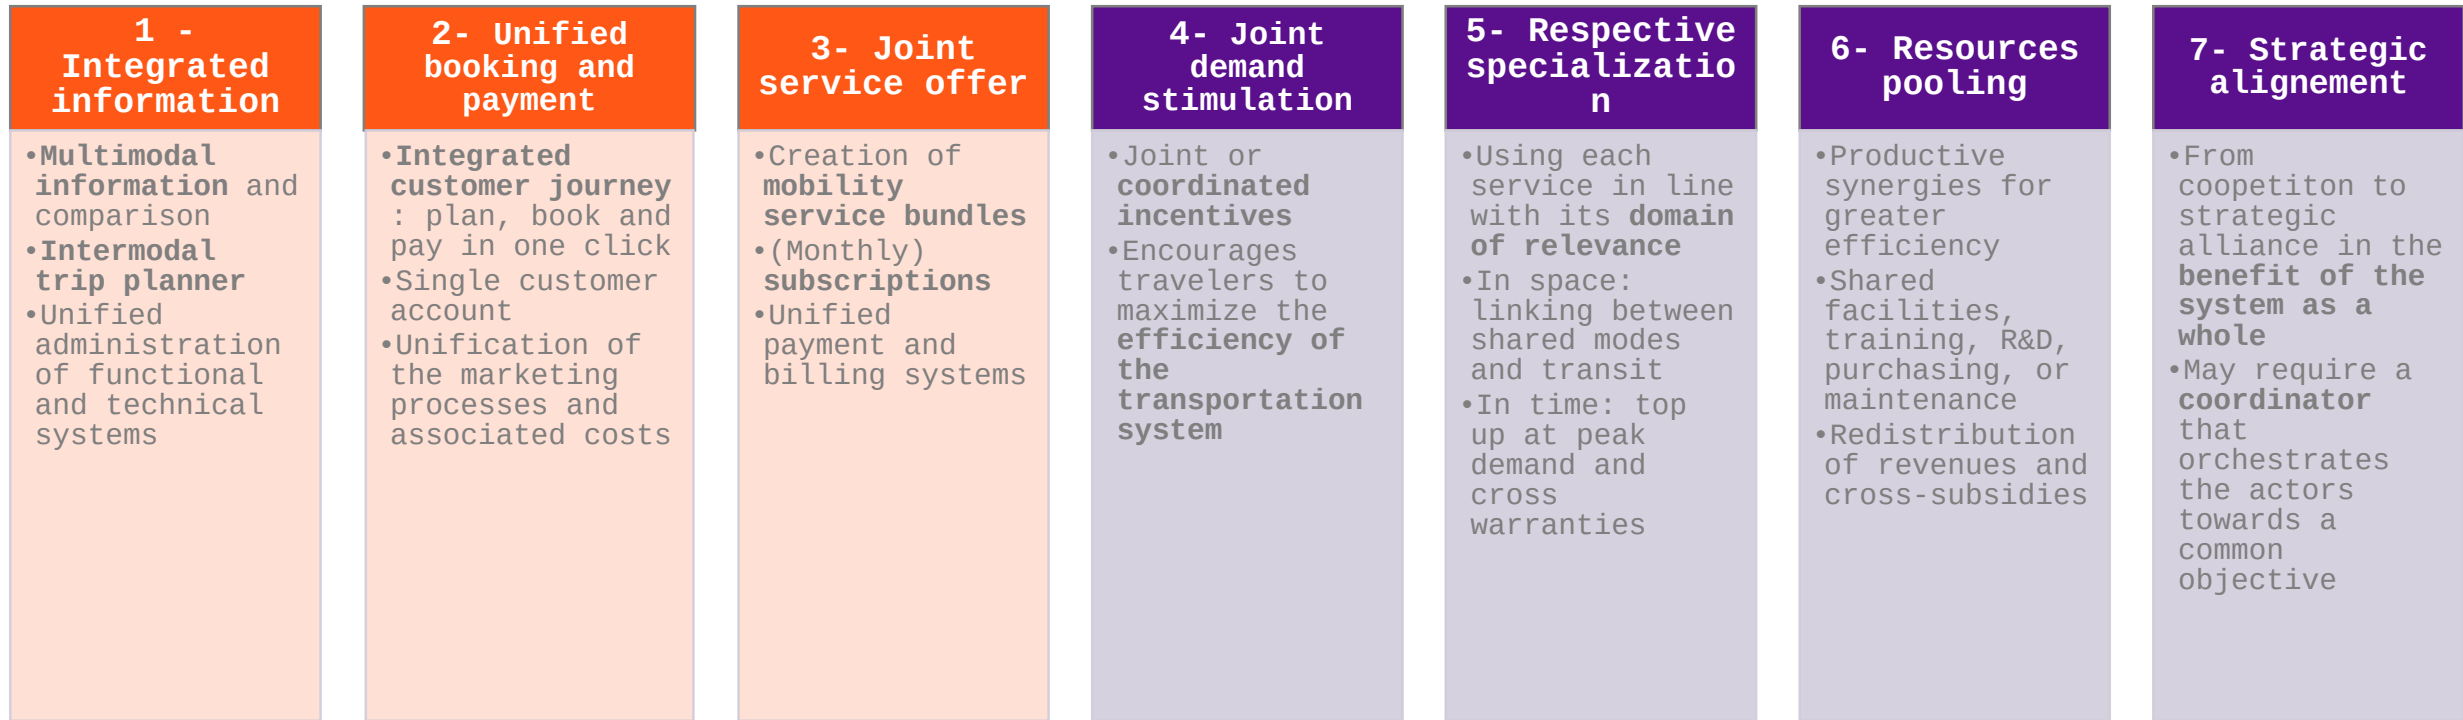 1 -
Integrated
information
•Multimodal
information and
comparison
•Intermodal
trip planner
•Unified
administration
of functional
and technical
systems
2- Unified
booking and
payment
•Integrated
customer journey
: plan, book and
pay in one click
•Single customer
account
•Unification of
the marketing
processes and
associated costs
3- Joint
service offer
•Creation of
mobility
service bundles
•(Monthly)
subscriptions
•Unified
payment and
billing systems
4- Joint
demand
stimulation
•Joint or
coordinated
incentives
•Encourages
travelers to
maximize the
efficiency of
the
transportation
system
5- Respective
specializatio
n
•Using each
service in line
with its domain
of relevance
•In space:
linking between
shared modes
and transit
•In time: top
up at peak
demand and
cross
warranties
6- Resources
pooling
•Productive
synergies for
greater
efficiency
•Shared
facilities,
training, R&D,
purchasing, or
maintenance
•Redistribution
of revenues and
cross-subsidies
7- Strategic
alignement
•From
coopetiton to
strategic
alliance in the
benefit of the
system as a
whole
•May require a
coordinator
that
orchestrates
the actors
towards a
common
objective